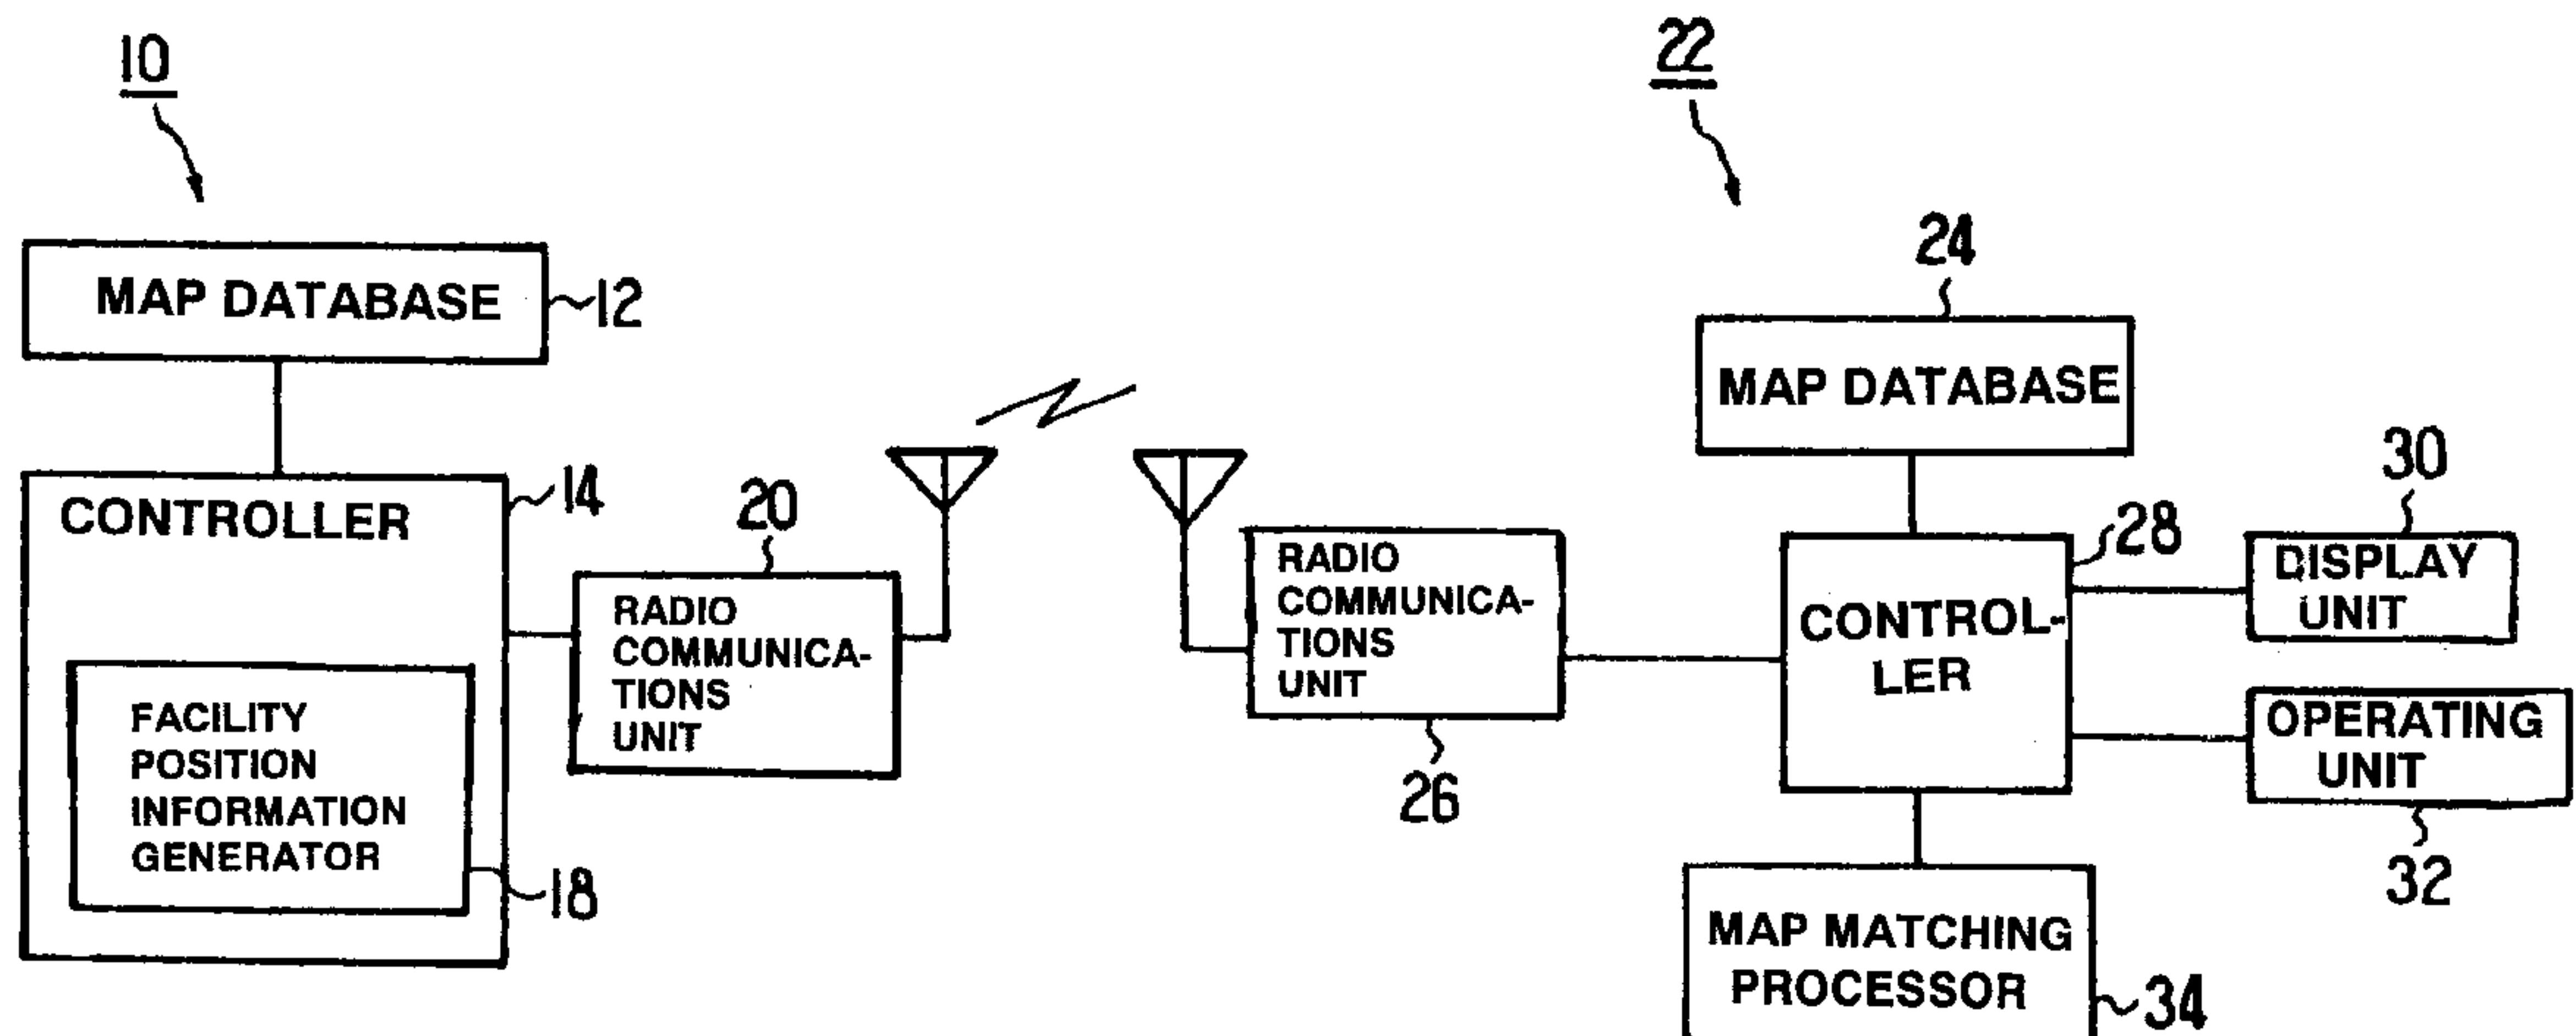 10
MAP DATABASE
12
CONTROLLER
14
FACILITY
POSITION
INFORMATION
GENERATOR
18
20
RADIO
COMMUNICA-
TIONS
UNIT
22
24
MAP DATABASE
RADIO
COMMUNICA-
TIONS
UNIT
26
28
CONTROL-
LER
30
DISPLAY
UNIT
OPERATING
UNIT
32
MAP MATCHING
PROCESSOR
34